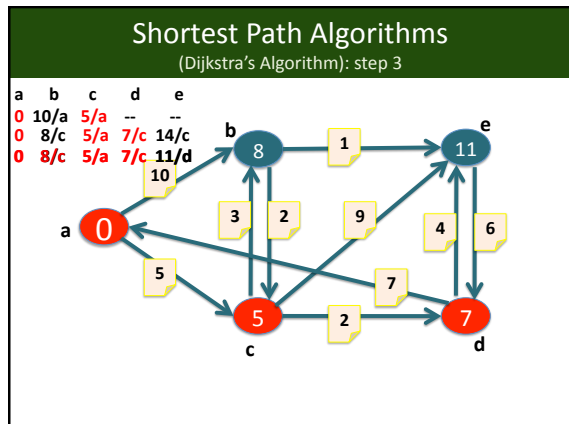 Shortest Path Algorithms
(Dijkstra's Algorithm): step 3
a b c d e
0 10/a 5/a -- --
0 8/c 5/a 7/c 14/c
0 8/c 5/a 7/c 11/d
b
e
8
1
11
10
3
2
9
4
6
a
0
5
7
5
2
7
c
d